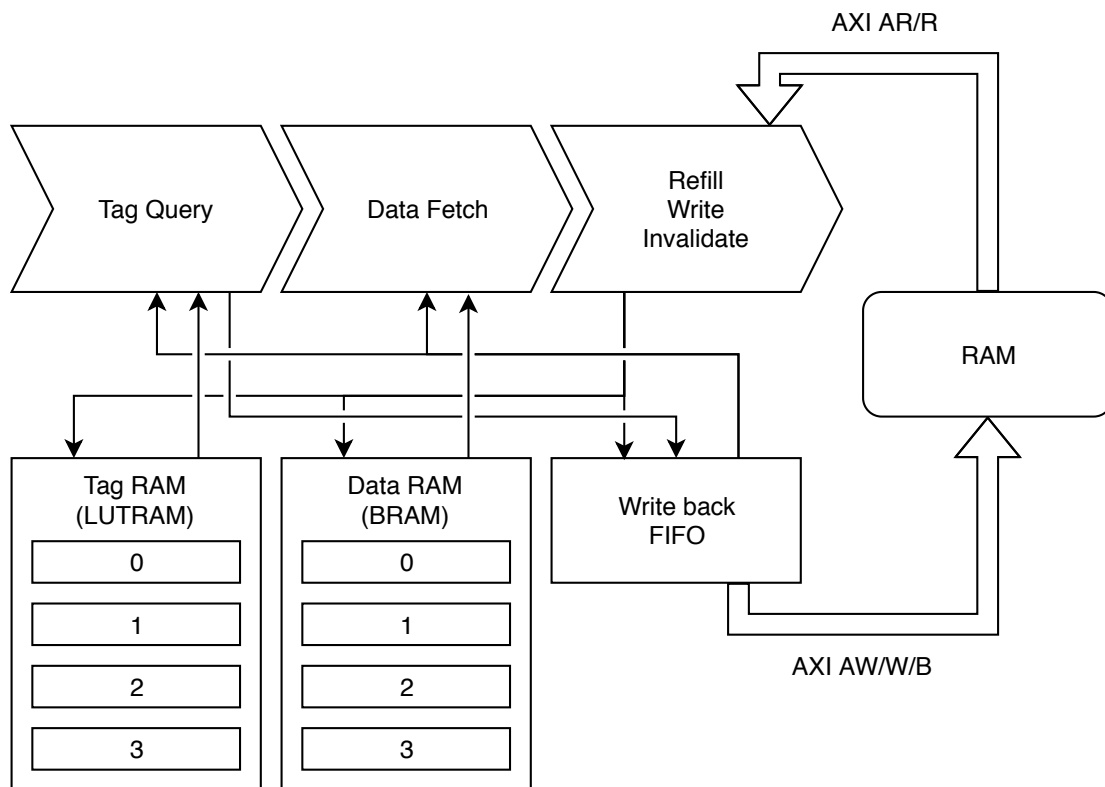 AXI AR/R
Tag Query
Data Fetch
Refill
Write
Invalidate
RAM
Tag RAM
(LUTRAM)
0
1
2
3
Data RAM
(BRAM)
0
1
2
3
Write back
FIFO
AXI AW/W/B